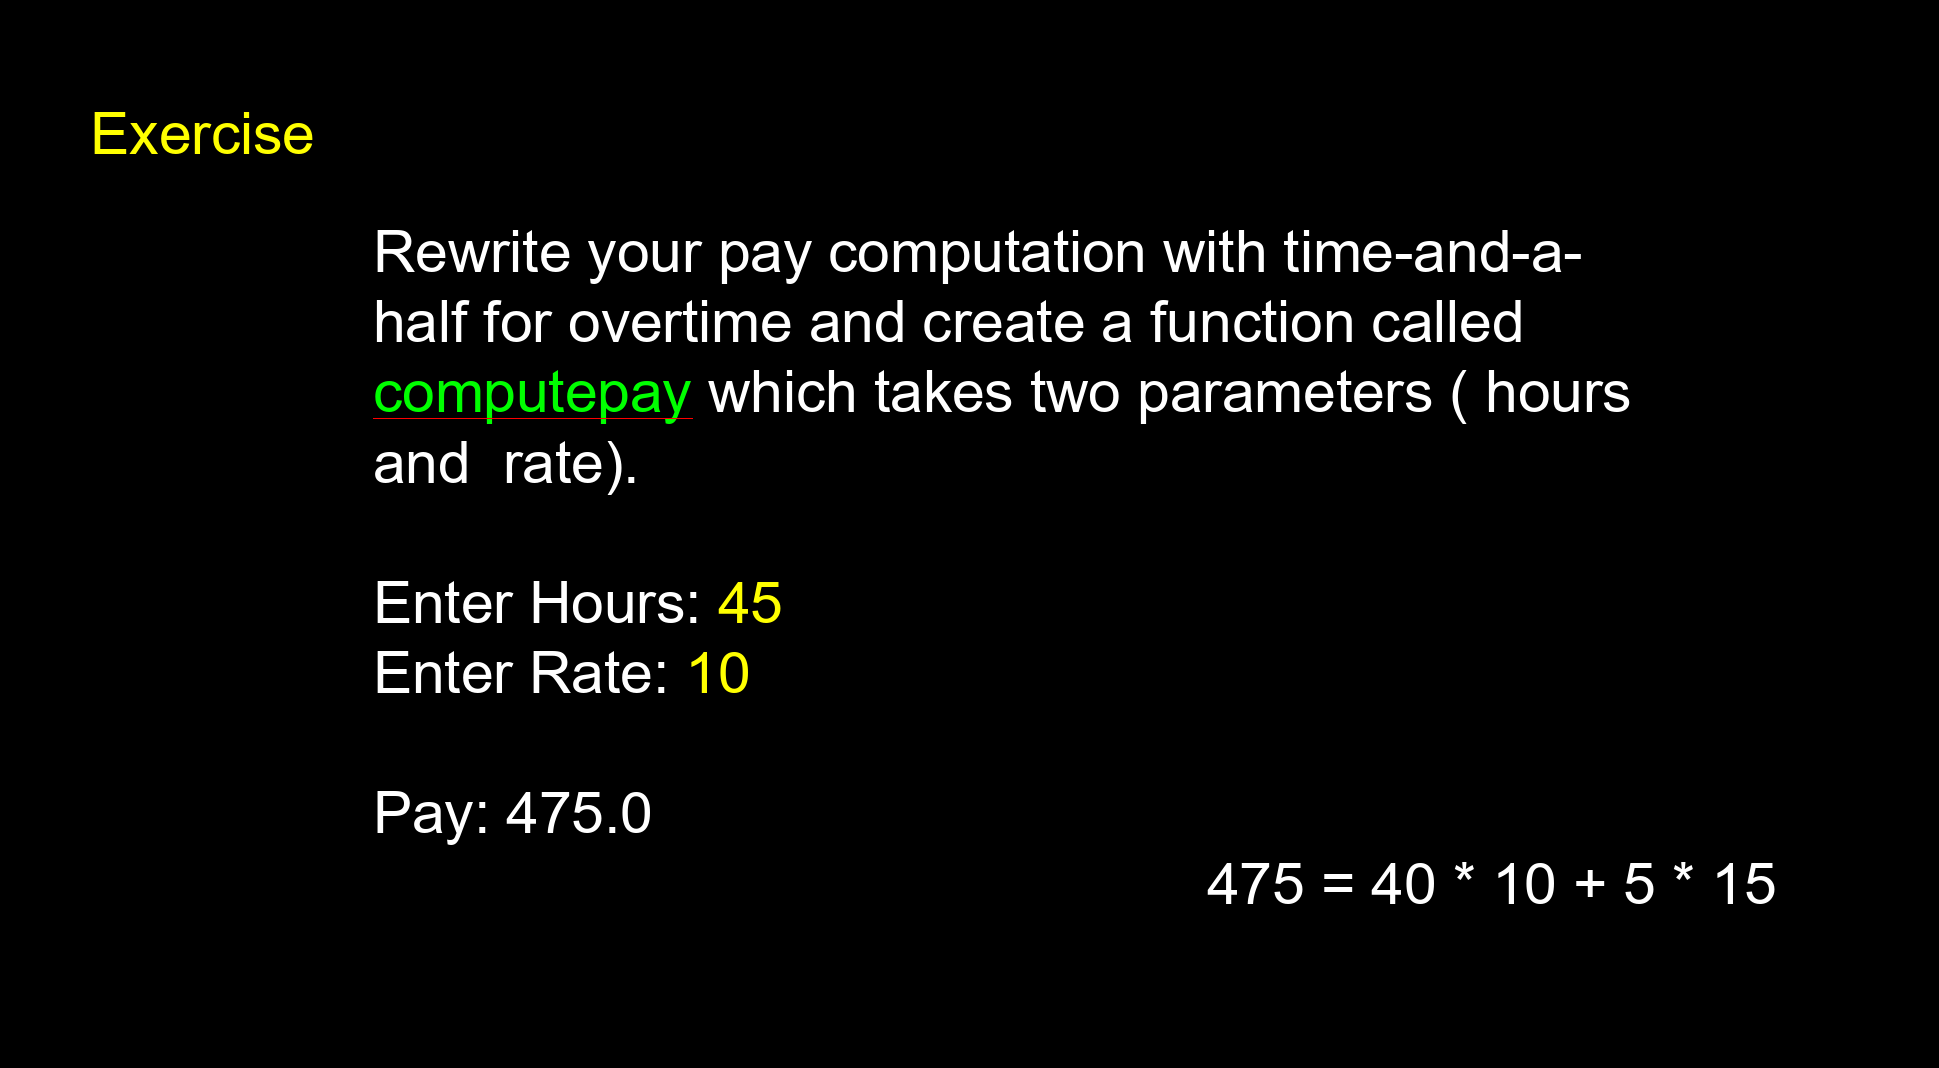 Exercise
Rewrite your pay computation with time-and-a-
half for overtime and create a function called
computepay which takes two parameters ( hours
and  rate).
Enter Hours: 45
Enter Rate: 10
Pay: 475.0
475 = 40 * 10 + 5 * 15